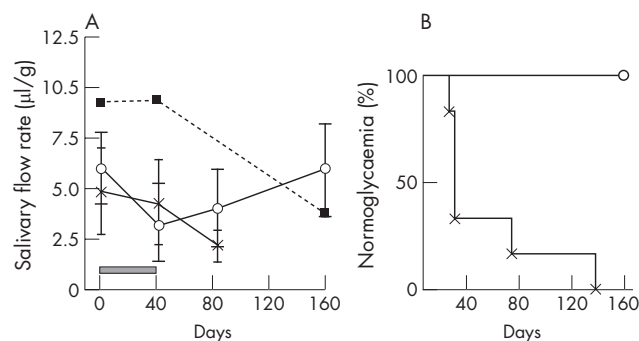 A
Salivary flow rate (μl/g)
12.5
10.5
7.5
5.0
2.5
0
0 40 80 120 160
Days
B
Normoglycaemia (%)
100
50
0
40 80 120 160
Days